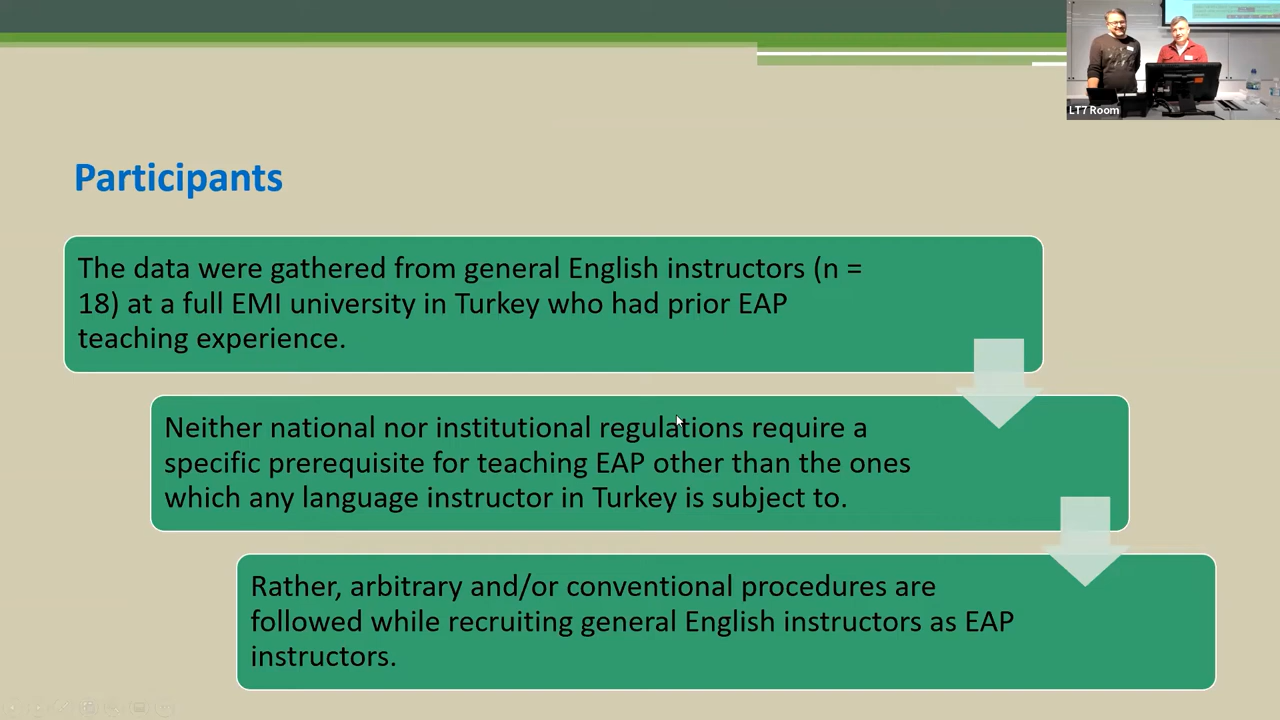 LT7 Room
Participants
The data were gathered from general English instructors (n =
18) at a full EMI university in Turkey who had prior EAP
teaching experience.
Neither national nor institutional regulations require a
specific prerequisite for teaching EAP other than the ones
which any language instructor in Turkey is subject to.
Rather, arbitrary and/or conventional procedures are
followed while recruiting general English instructors as EAP
instructors.